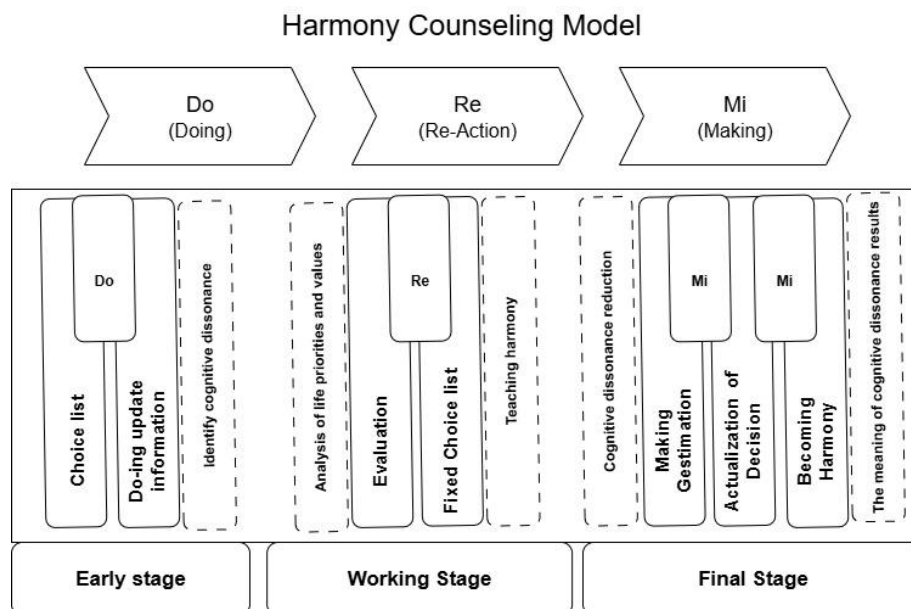 Harmony Counseling Model
Do
(Doing)
Re
(Re-Action)
Mi
(Making)
Do
Choice list
Do-ing update
information
Identify cognitive dissonance
Analysis of life priorities and values
Re
Evaluation
Fixed Choice list
Teaching harmony
Cognitive dissonance reduction
Mi
Mi
Making
Gestimation
Actualization of
Decision
Becoming
Harmony
The meaning of cognitive dissonance results
Early stage
Working Stage
Final Stage